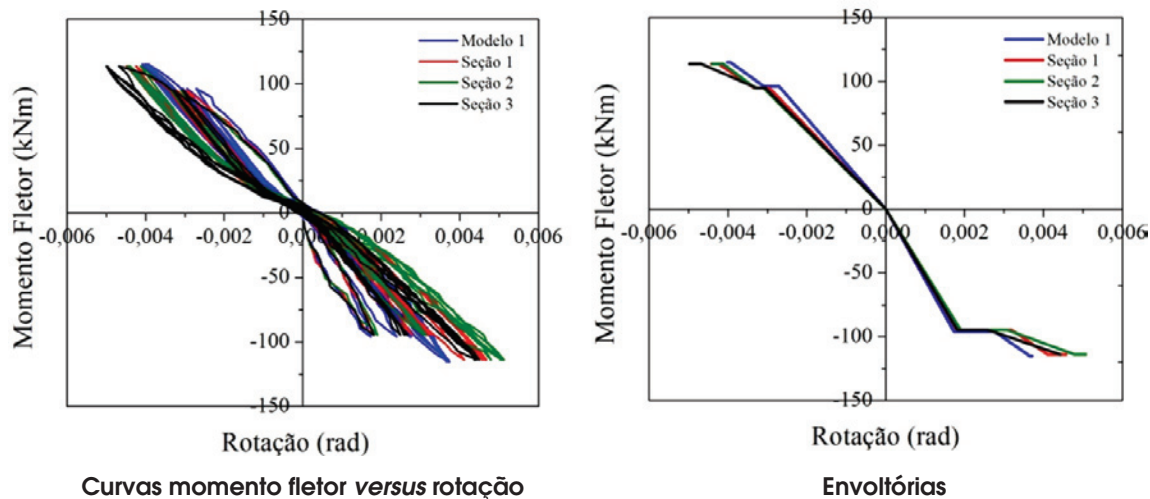 150
100
50
0
-50
-100
-150
-0,006 -0,004 -0,002 0,000 0,002 0,004 0,006
Momento Fletor (kNm)
Rotação (rad)
Modelo 1
Seção 1
Seção 2
Seção 3
Curvas momento fletor versus rotação
150
100
50
0
-50
-100
-150
-0,006 -0,004 -0,002 0,000 0,002 0,004 0,006
Momento Fletor (kNm)
Rotação (rad)
Modelo 1
Seção 1
Seção 2
Seção 3
Envoltórias